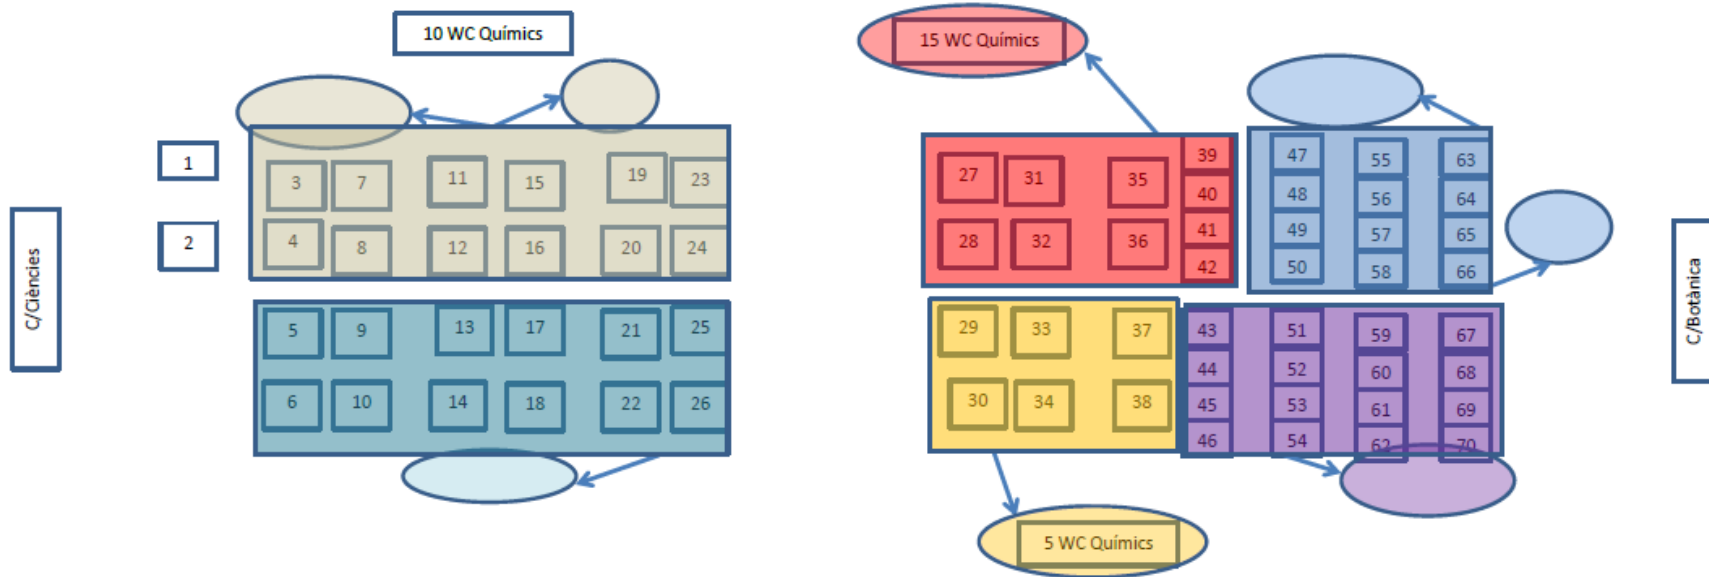 10 WC Químics
15 WC Químics
C/Ciències
1
2
3 7 11 15 19 23
4 8 12 16 20 24
5 9 13 17 21 25
6 10 14 18 22 26
27 31 35 39
40
28 32 36 41
42
47 55 63
48 56 64
49 57 65
50 58 66
29 33 37
30 34 38
43 51 59 67
44 52 60 68
45 53 61 69
46 54 62 70
5 WC Químics
C/Botànica